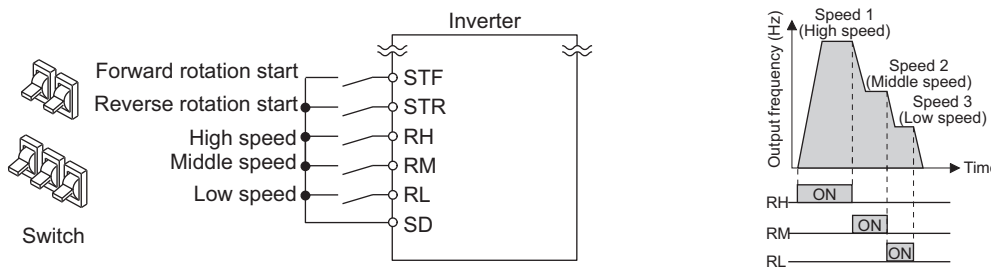 Inverter
Forward rotation start
STF
Reverse rotation start
STR
High speed
RH
Middle speed
RM
Low speed
RL
SD
Switch
Output frequency (Hz)
Speed 1
(High speed)
Speed 2
(Middle speed)
Speed 3
(Low speed)
Time
RH
ON
RM
ON
RL
ON